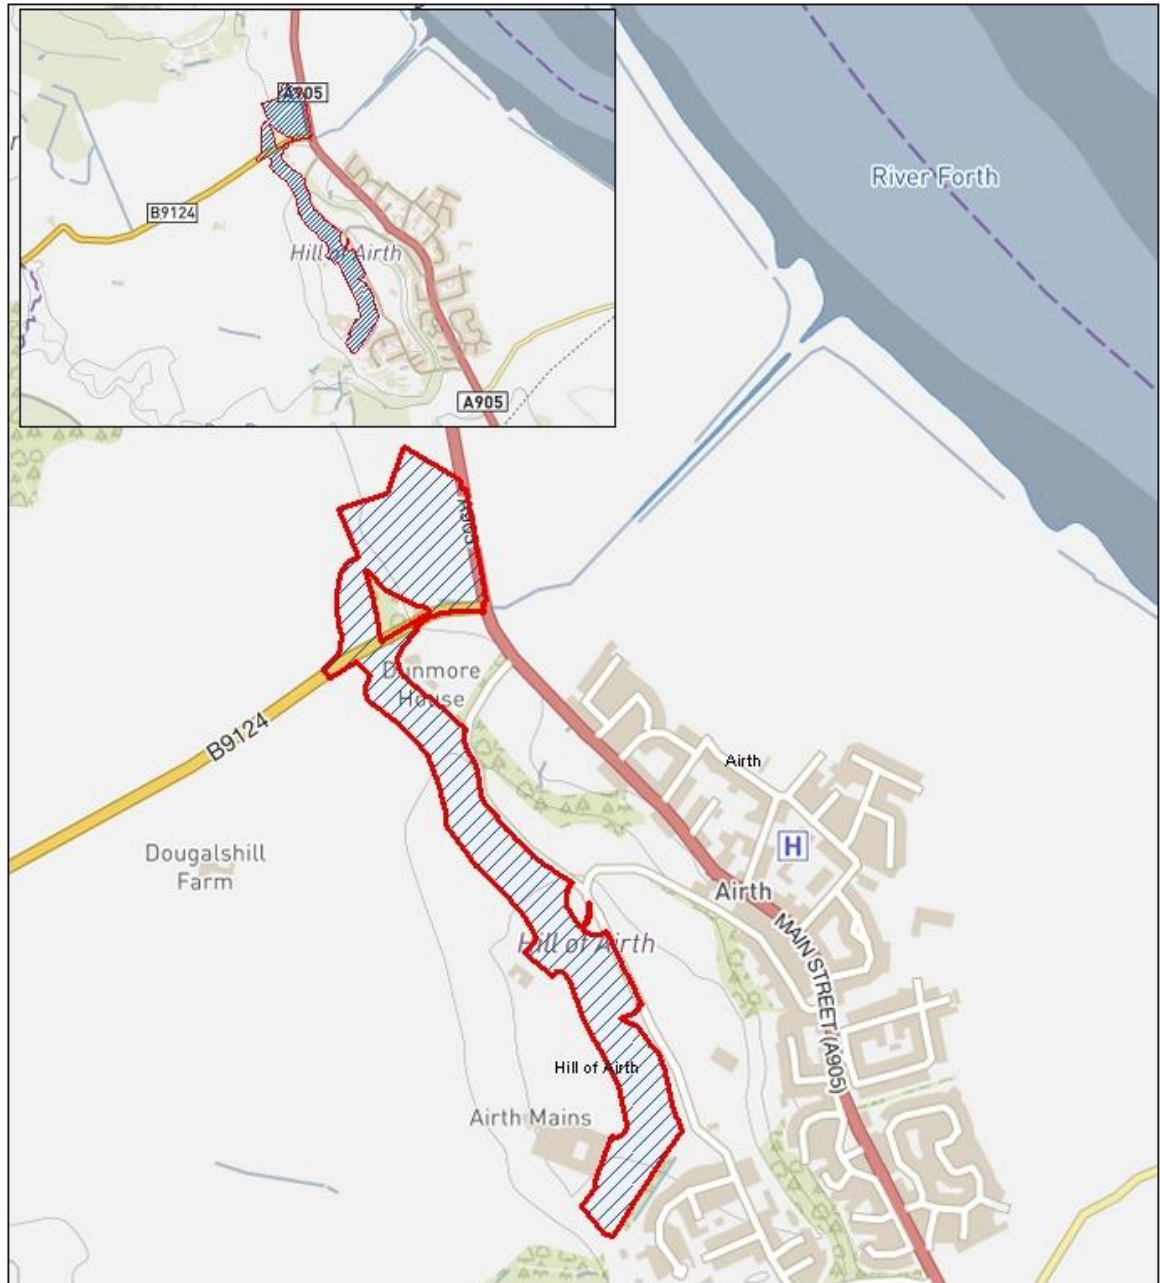 A905
B9124
Hill of Airth
A905
River Forth
A905
Dunmore
House
B9124
Airth
Dougalshill
Farm
H
Airth
MAIN STREET (A905)
Hill of Airth
Hill of Airth
Airth Mains